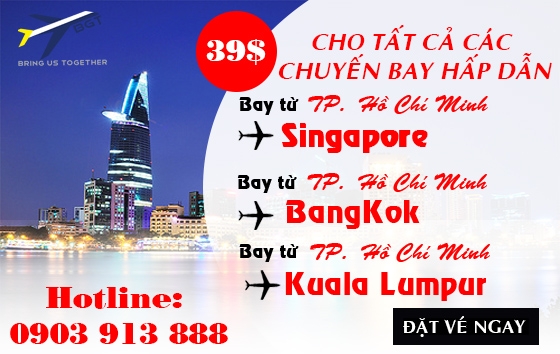 BGT
BRING US TOGETHER
39$
CHO TẤT CẢ CÁC
CHUYẾN BAY HẤP DẪN
Bay từ TP. Hồ Chí Minh
Singapore
Bay từ TP. Hồ Chí Minh
BangKok
Bay từ TP. Hồ Chí Minh
Kuala Lumpur
Hotline:
0903 913 888
ĐẶT VÉ NGAY